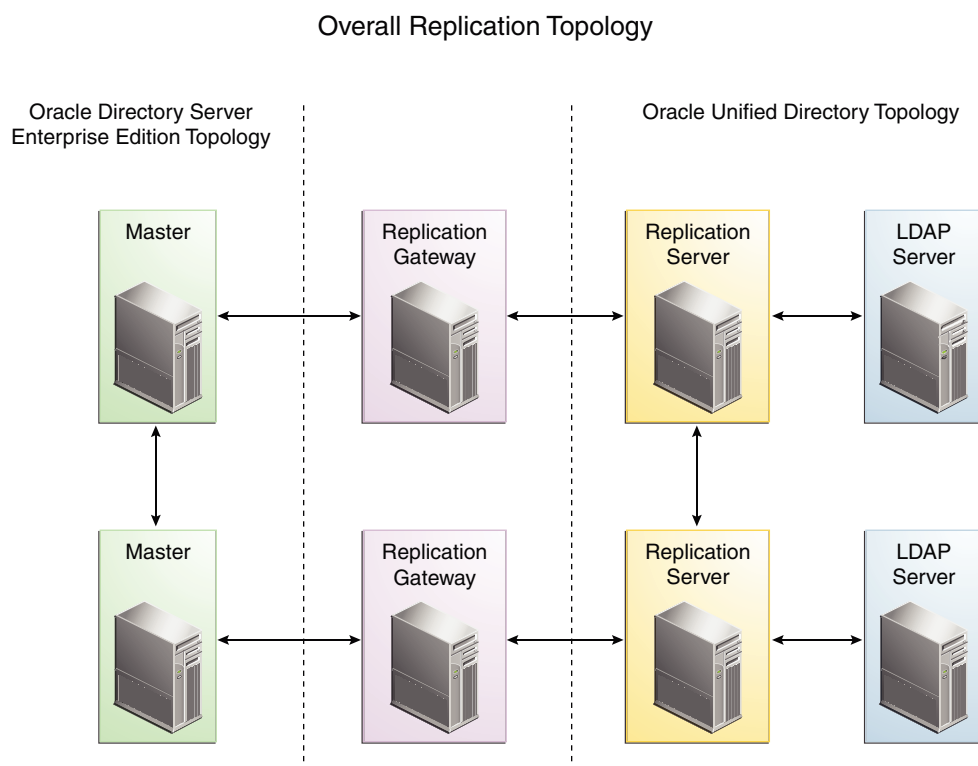 Overall Replication Topology
Oracle Directory Server
Enterprise Edition Topology
Oracle Unified Directory Topology
Master
Replication
Gateway
Replication
Server
LDAP
Server
Master
Replication
Gateway
Replication
Server
LDAP
Server